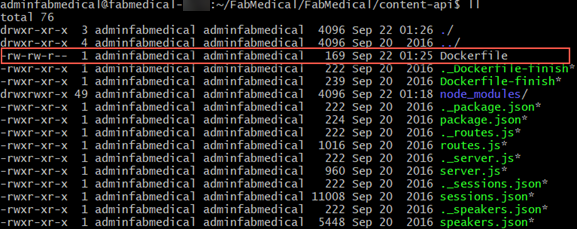 adminfabmedical@fabmedical-:~/FabMedical/FabMedical/content-api$ ll
total 76
drwxr-xr-x 3 adminfabmedical adminfabmedical 4096 Sep 22 01:26 ./
drwxr-xr-x 4 adminfabmedical adminfabmedical 4096 Sep 20 2016 ../
-rw-rw-r-- 1 adminfabmedical adminfabmedical 169 Sep 22 01:25 Dockerfile
-rwxr-xr-x 1 adminfabmedical adminfabmedical 222 Sep 20 2016 ._Dockerfile-finish*
-rwxr-xr-x 1 adminfabmedical adminfabmedical 239 Sep 20 2016 Dockerfile-finish*
drwxrwxr-x 49 adminfabmedical adminfabmedical 4096 Sep 22 01:18 node_modules/
-rwxr-xr-x 1 adminfabmedical adminfabmedical 222 Sep 20 2016 ._package.json*
-rwxr-xr-x 1 adminfabmedical adminfabmedical 224 Sep 20 2016 package.json*
-rwxr-xr-x 1 adminfabmedical adminfabmedical 222 Sep 20 2016 ._routes.js*
-rwxr-xr-x 1 adminfabmedical adminfabmedical 1016 Sep 20 2016 routes.js*
-rwxr-xr-x 1 adminfabmedical adminfabmedical 222 Sep 20 2016 ._server.js*
-rwxr-xr-x 1 adminfabmedical adminfabmedical 960 Sep 20 2016 server.js*
-rwxr-xr-x 1 adminfabmedical adminfabmedical 222 Sep 20 2016 ._sessions.json*
-rwxr-xr-x 1 adminfabmedical adminfabmedical 11008 Sep 20 2016 sessions.json*
-rwxr-xr-x 1 adminfabmedical adminfabmedical 222 Sep 20 2016 ._speakers.json*
-rwxr-xr-x 1 adminfabmedical adminfabmedical 5448 Sep 20 2016 speakers.json*